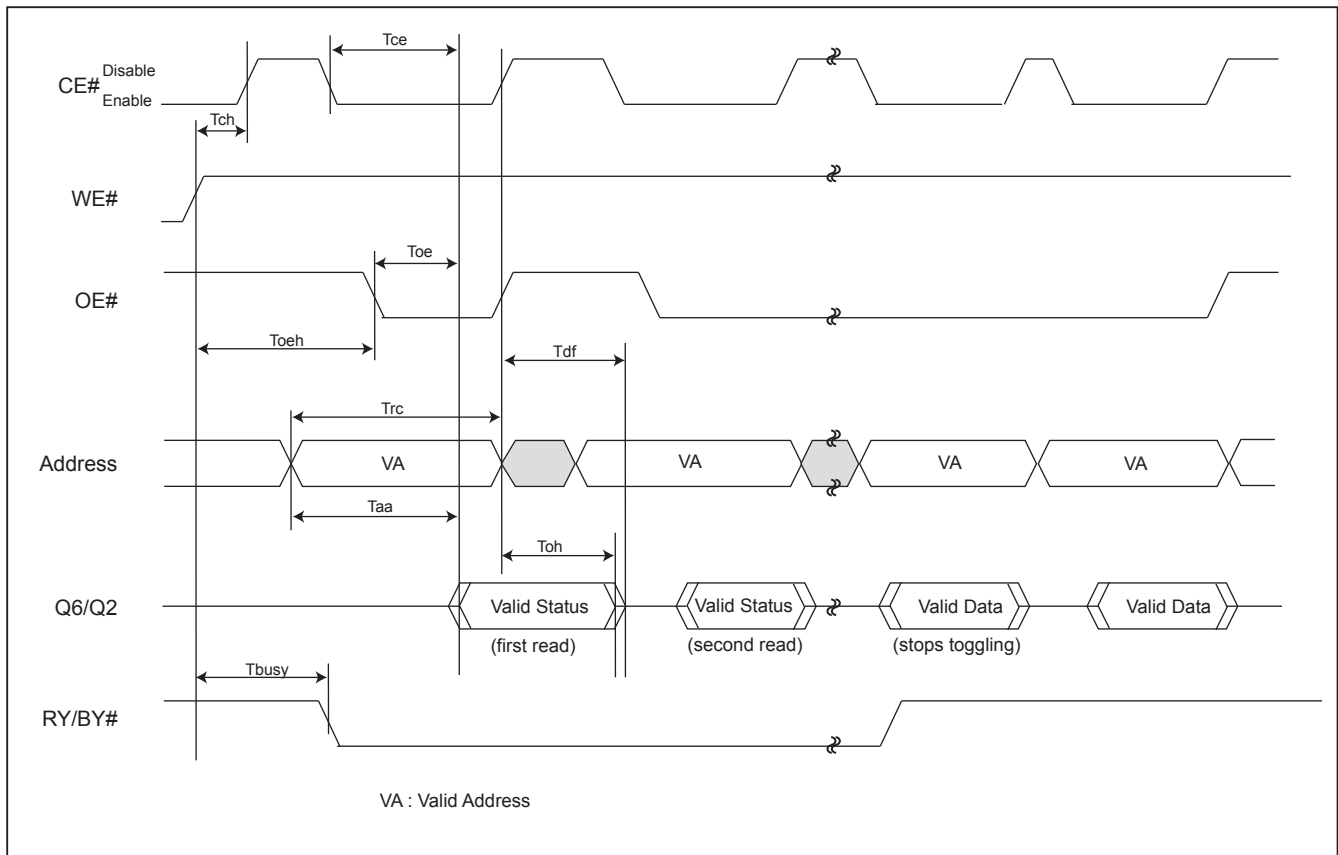 Tce
CE#
Disable
Enable
Tch
WE#
Toe
OE#
Toeh
Tdf
Trc
Address
VA
VA
VA
VA
Taa
Toh
Q6/Q2
Valid Status
Valid Status
Valid Data
Valid Data
(first read)
(second read)
(stops toggling)
Tbusy
RY/BY#
VA : Valid Address